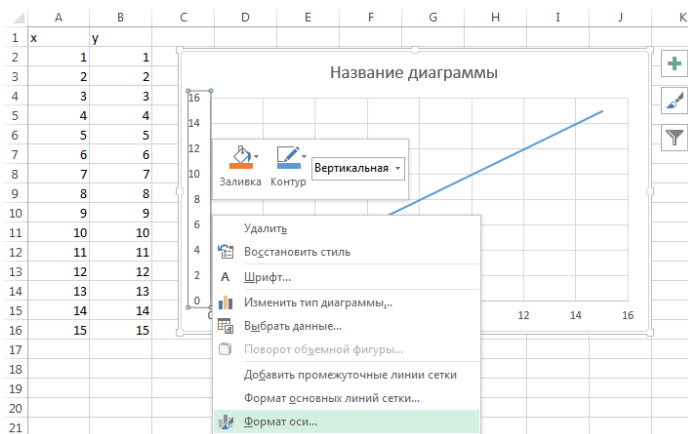 A B C D E F G H I J K
1 x y
2 1 1
3 2 2
4 3 3
5 4 4
6 5 5
7 6 6
8 7 7
9 8 8
10 9 9
11 10 10
12 11 11
13 12 12
14 13 13
15 14 14
16 15 15
17
18
19
20
21
Название диаграммы
16
14
12
10
8
6
4
2
0
0 12 14 16
Вертикальная
Заливка Контур
Удалить
Восстановить стиль
A Шрифт...
Изменить тип диаграммы...
Выбрать данные...
Поворот объемной фигуры...
Добавить промежуточные линии сетки
Формат основных линий сетки...
Формат оси...